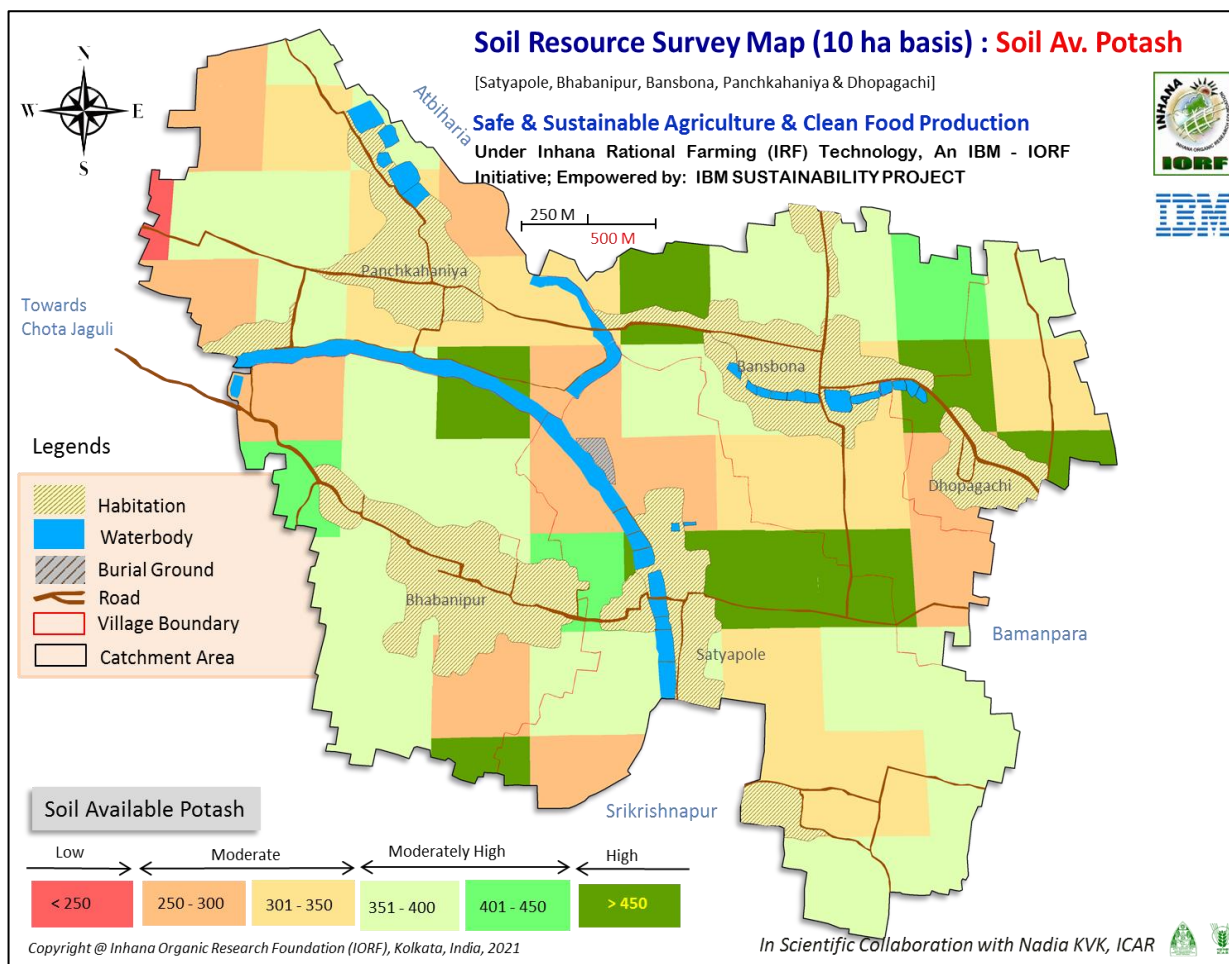 Soil Resource Survey Map (10 ha basis) : Soil Av. Potash
[Satyapole, Bhabanipur, Bansbona, Panchkahaniya & Dhopagachi]
Safe & Sustainable Agriculture & Clean Food Production
Under Inhana Rational Farming (IRF) Technology, An IBM - IORF
Initiative; Empowered by: IBM SUSTAINABILITY PROJECT
N
W
E
S
INHANA
IORF
IBM
250 M
500 M
Atbiharia
Panchkahaniya
Towards
Chota Jaguli
Bansbona
Dhopagachi
Bhabanipur
Satyapole
Bamanpara
Srikrishnapur
Legends
Habitation
Waterbody
Burial Ground
Road
Village Boundary
Catchment Area
Soil Available Potash
Low
Moderate
Moderately High
High
< 250
250 - 300
301 - 350
351 - 400
401 - 450
> 450
Copyright @ Inhana Organic Research Foundation (IORF), Kolkata, India, 2021
In Scientific Collaboration with Nadia KVK, ICAR